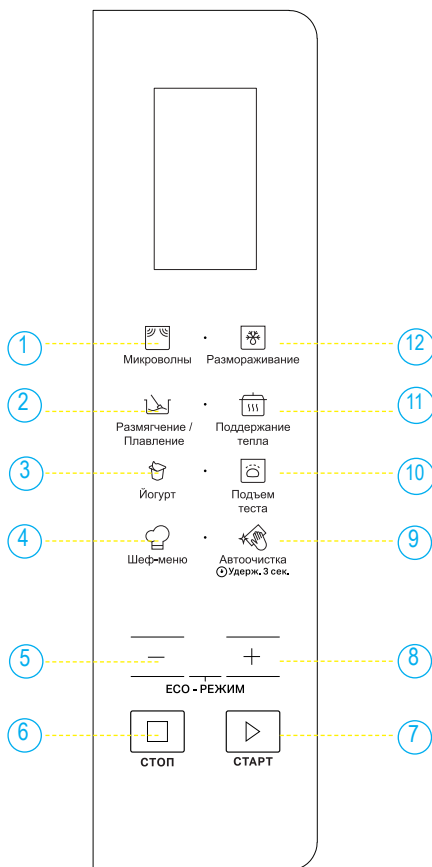 1
Микроволны
Размораживание
12
2
Размягчение /
Плавление
Поддержание
тепла
11
3
Йогурт
Подъем
теста
10
4
Шеф-меню
Автоочистка
Удерж. 3 сек.
9
5
−
+
8
ECO - РЕЖИМ
6
СТОП
СТАРТ
7